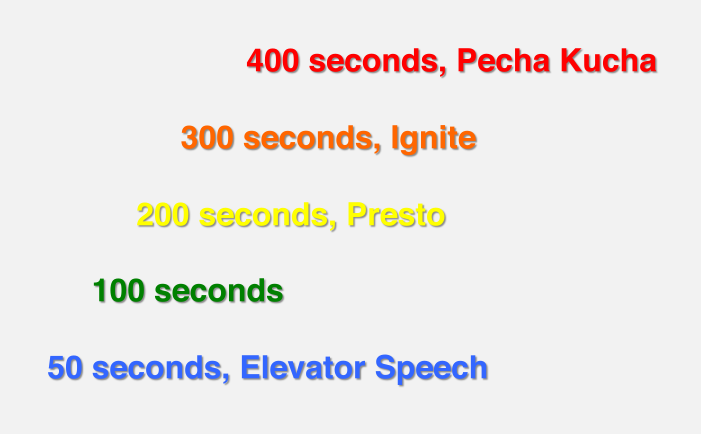 400 seconds, Pecha Kucha
300 seconds, Ignite
200 seconds, Presto
100 seconds
50 seconds, Elevator Speech